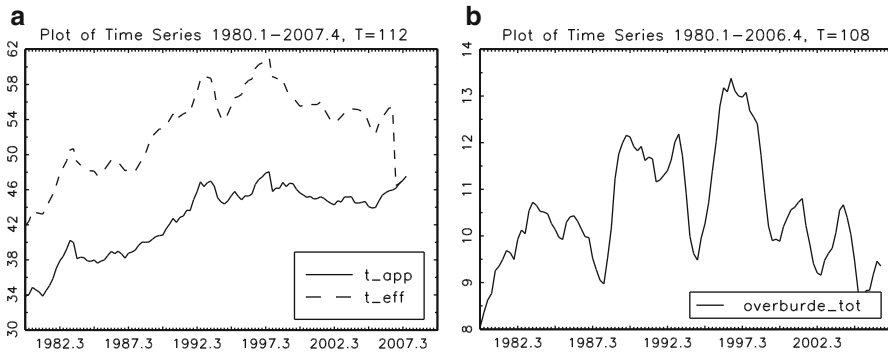 a
Plot of Time Series 1980.1–2007.4, T=112
62
58
54
50
46
42
38
34
30
t_app
t_eff
1982.3 1987.3 1992.3 1997.3 2002.3 2007.3
b
Plot of Time Series 1980.1–2006.4, T=108
14
13
12
11
10
9
8
overburde_tot
1982.3 1987.3 1992.3 1997.3 2002.3